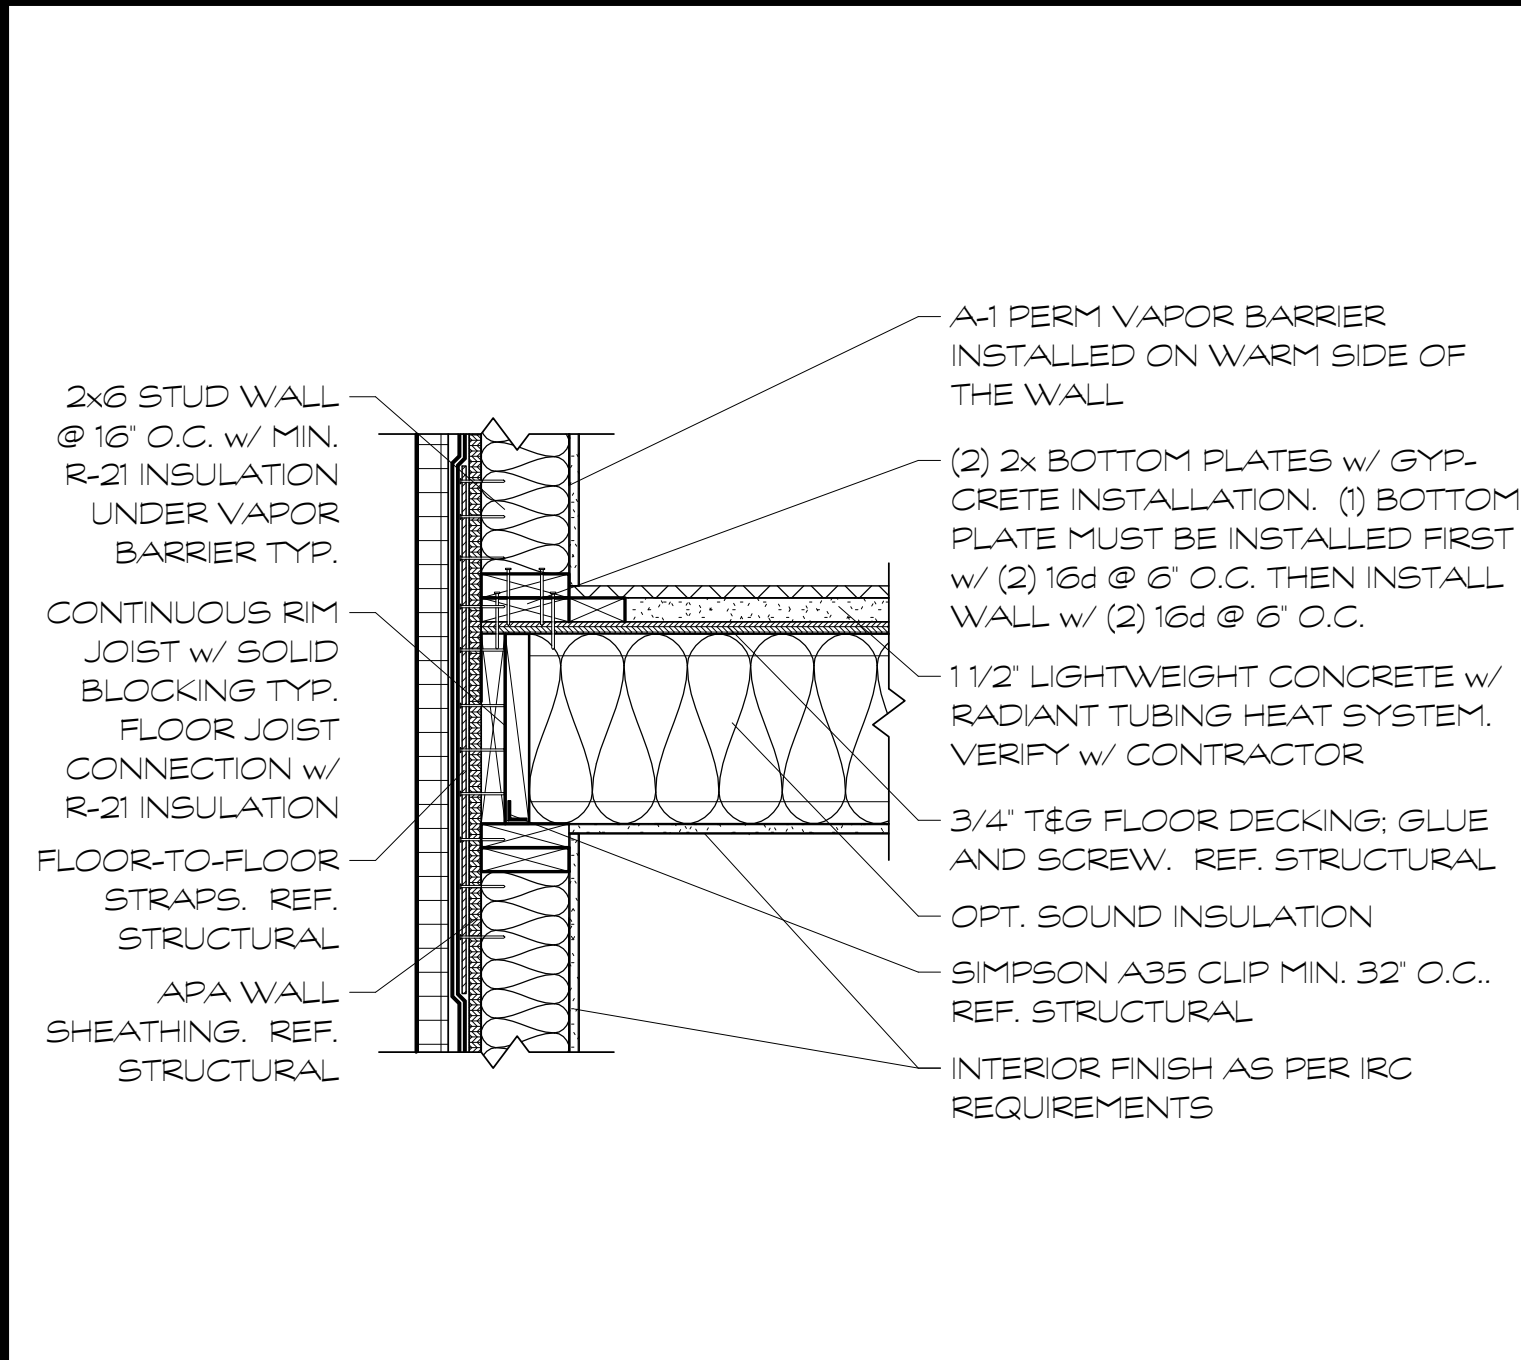 2x6 STUD WALL
@ 16" O.C. w/ MIN.
R-21 INSULATION
UNDER VAPOR
BARRIER TYP.
CONTINUOUS RIM
JOIST w/ SOLID
BLOCKING TYP.
FLOOR JOIST
CONNECTION w/
R-21 INSULATION
FLOOR-TO-FLOOR
STRAPS. REF.
STRUCTURAL
APA WALL
SHEATHING. REF.
STRUCTURAL
A-1 PERM VAPOR BARRIER
INSTALLED ON WARM SIDE OF
THE WALL
(2) 2x BOTTOM PLATES w/ GYP-
CRETE INSTALLATION. (1) BOTTOM
PLATE MUST BE INSTALLED FIRST
w/ (2) 16d @ 6" O.C. THEN INSTALL
WALL w/ (2) 16d @ 6" O.C.
1 1/2" LIGHTWEIGHT CONCRETE w/
RADIANT TUBING HEAT SYSTEM.
VERIFY w/ CONTRACTOR
3/4" T&G FLOOR DECKING; GLUE
AND SCREW. REF. STRUCTURAL
OPT. SOUND INSULATION
SIMPSON A35 CLIP MIN. 32" O.C..
REF. STRUCTURAL
INTERIOR FINISH AS PER IRC
REQUIREMENTS